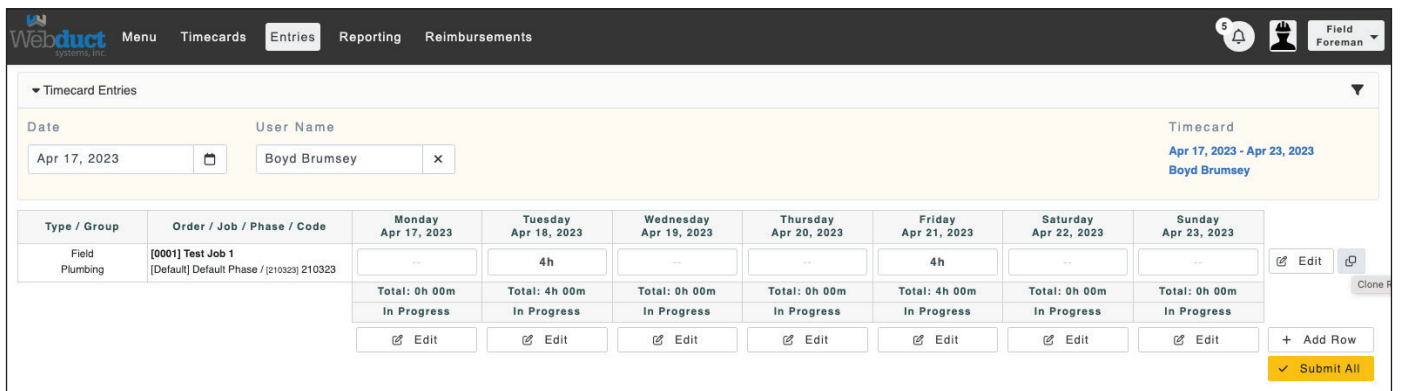 Webduct
systems, inc.
Menu Timecards Entries Reporting Reimbursements
5
Field
Foreman
Timecard Entries
Date User Name Timecard
Apr 17, 2023 Boyd Brumsey Apr 17, 2023 - Apr 23, 2023
Boyd Brumsey
Type / Group Order / Job / Phase / Code Monday Tuesday Wednesday Thursday Friday Saturday Sunday
Apr 17, 2023 Apr 18, 2023 Apr 19, 2023 Apr 20, 2023 Apr 21, 2023 Apr 22, 2023 Apr 23, 2023
Field [0001] Test Job 1
Plumbing [Default] Default Phase / [210323] 210323
-- 4h -- -- 4h -- -- Edit
Clone R
Total: 0h 00m Total: 4h 00m Total: 0h 00m Total: 0h 00m Total: 4h 00m Total: 0h 00m Total: 0h 00m
In Progress In Progress In Progress In Progress In Progress In Progress In Progress
Edit Edit Edit Edit Edit Edit Edit + Add Row
Submit All